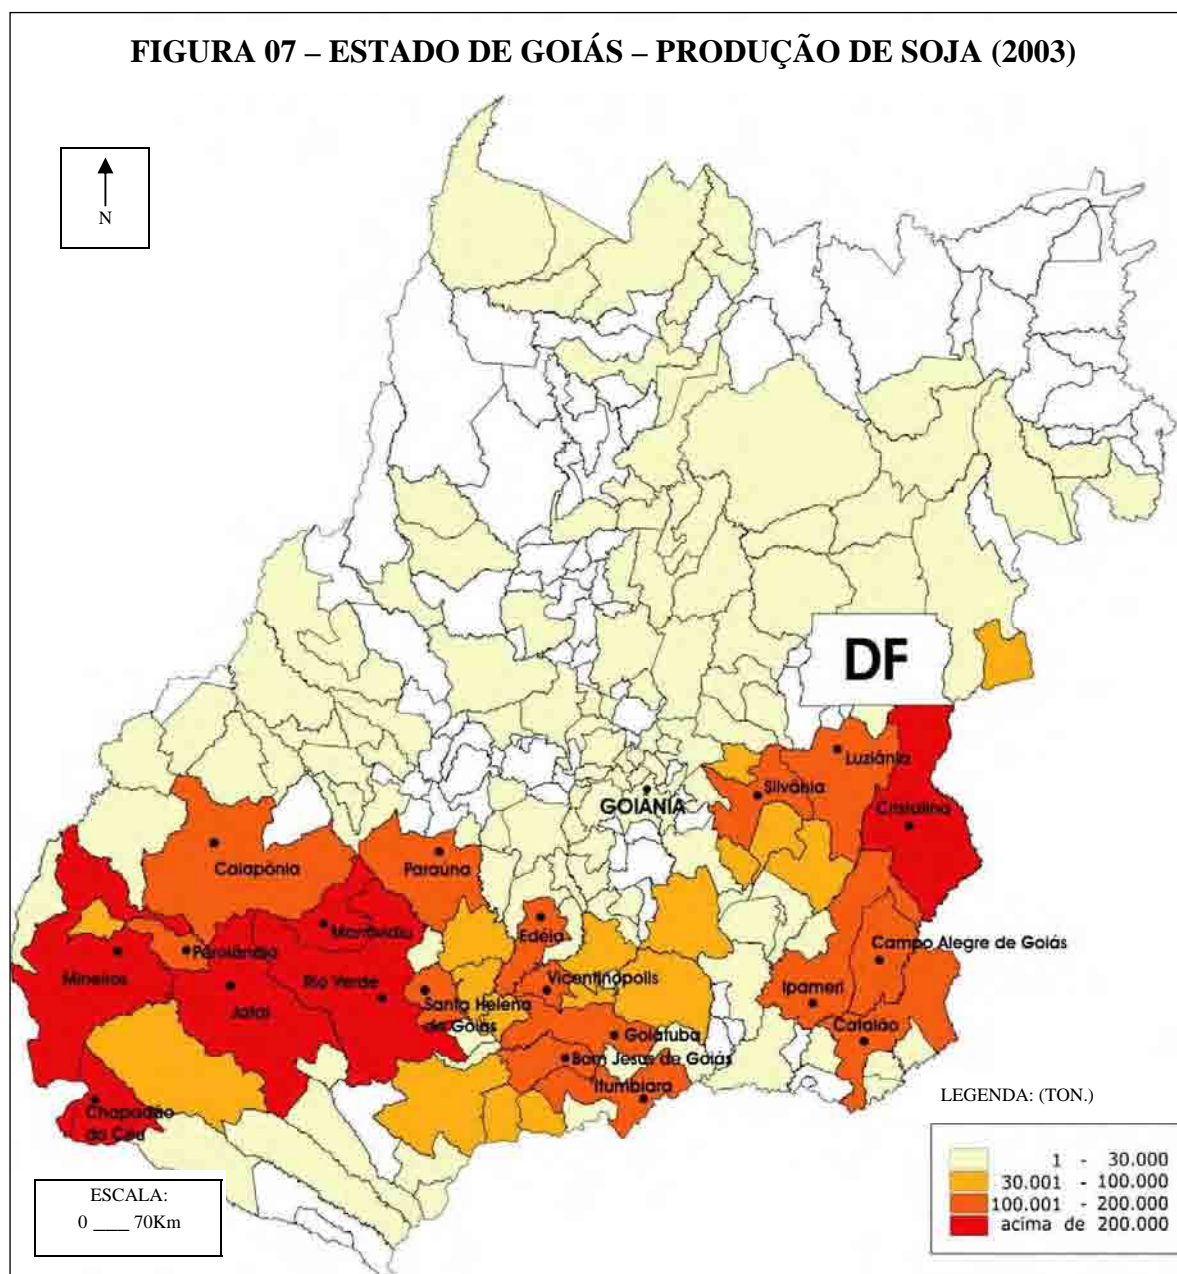 FIGURA 07 – ESTADO DE GOIÁS – PRODUÇÃO DE SOJA (2003)
N
DF
Luziânia
Silvânia
GOIÂNIA
Cristalina
Caiapônia
Paraúna
Montividiu
Edéia
Campo Alegre de Goiás
Perolândia
Mineiros
Rio Verde
Vicentinópolis
Jataí
Ipameri
Santa Helena
de Goiás
Goiatuba
Catalão
Bom Jesus de Goiás
Itumbiara
Chapadão
do Ceu
LEGENDA: (TON.)
1 - 30.000
30.001 - 100.000
100.001 - 200.000
acima de 200.000
ESCALA:
0 ___ 70Km